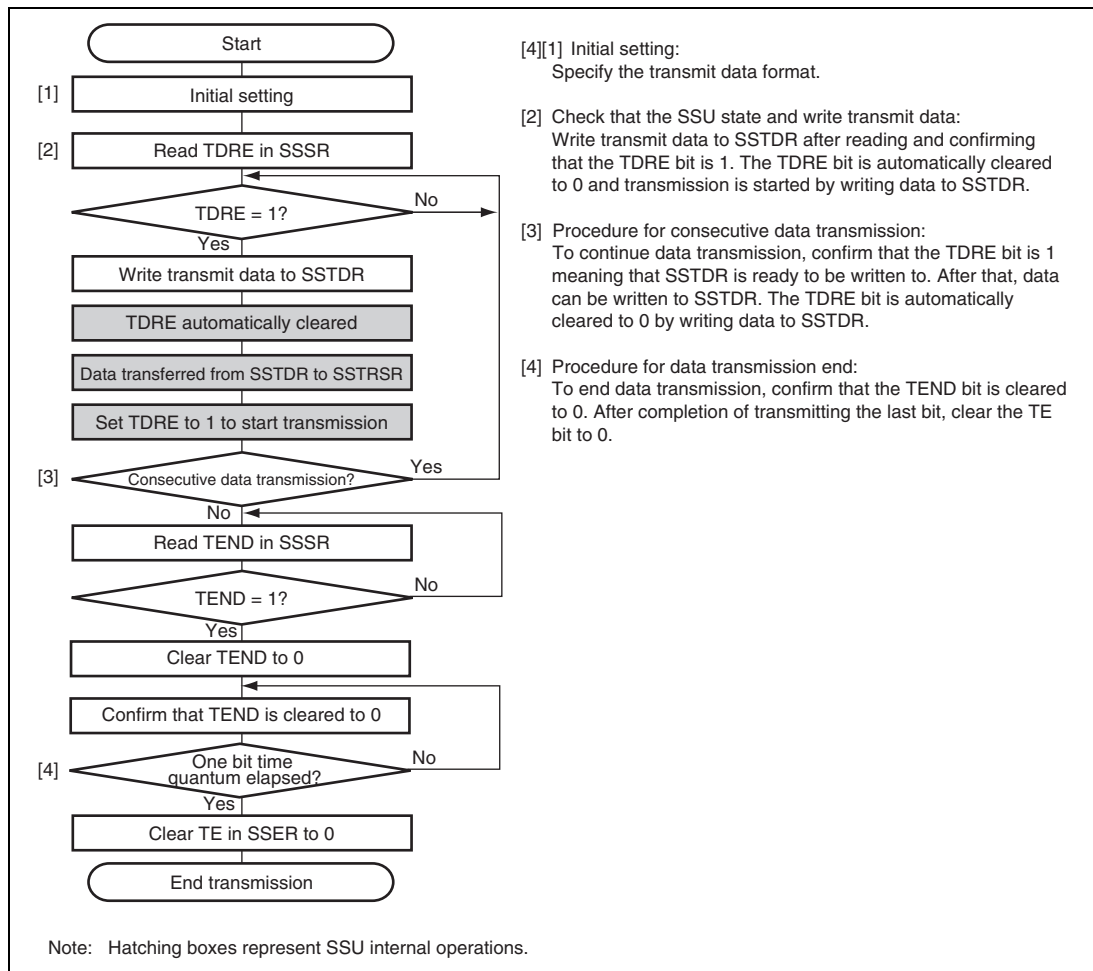 Start
[1]
Initial setting
[2]
Read TDRE in SSSR
TDRE = 1?
No
Yes
Write transmit data to SSTDR
TDRE automatically cleared
Data transferred from SSTDR to SSTRSR
Set TDRE to 1 to start transmission
[3]
Consecutive data transmission?
Yes
No
Read TEND in SSSR
TEND = 1?
No
Yes
Clear TEND to 0
Confirm that TEND is cleared to 0
[4]
One bit time
quantum elapsed?
No
Yes
Clear TE in SSER to 0
End transmission
[4][1] Initial setting:
Specify the transmit data format.
[2] Check that the SSU state and write transmit data:
Write transmit data to SSTDR after reading and confirming
that the TDRE bit is 1. The TDRE bit is automatically cleared
to 0 and transmission is started by writing data to SSTDR.
[3] Procedure for consecutive data transmission:
To continue data transmission, confirm that the TDRE bit is 1
meaning that SSTDR is ready to be written to. After that, data
can be written to SSTDR. The TDRE bit is automatically
cleared to 0 by writing data to SSTDR.
[4] Procedure for data transmission end:
To end data transmission, confirm that the TEND bit is cleared
to 0. After completion of transmitting the last bit, clear the TE
bit to 0.
Note: Hatching boxes represent SSU internal operations.